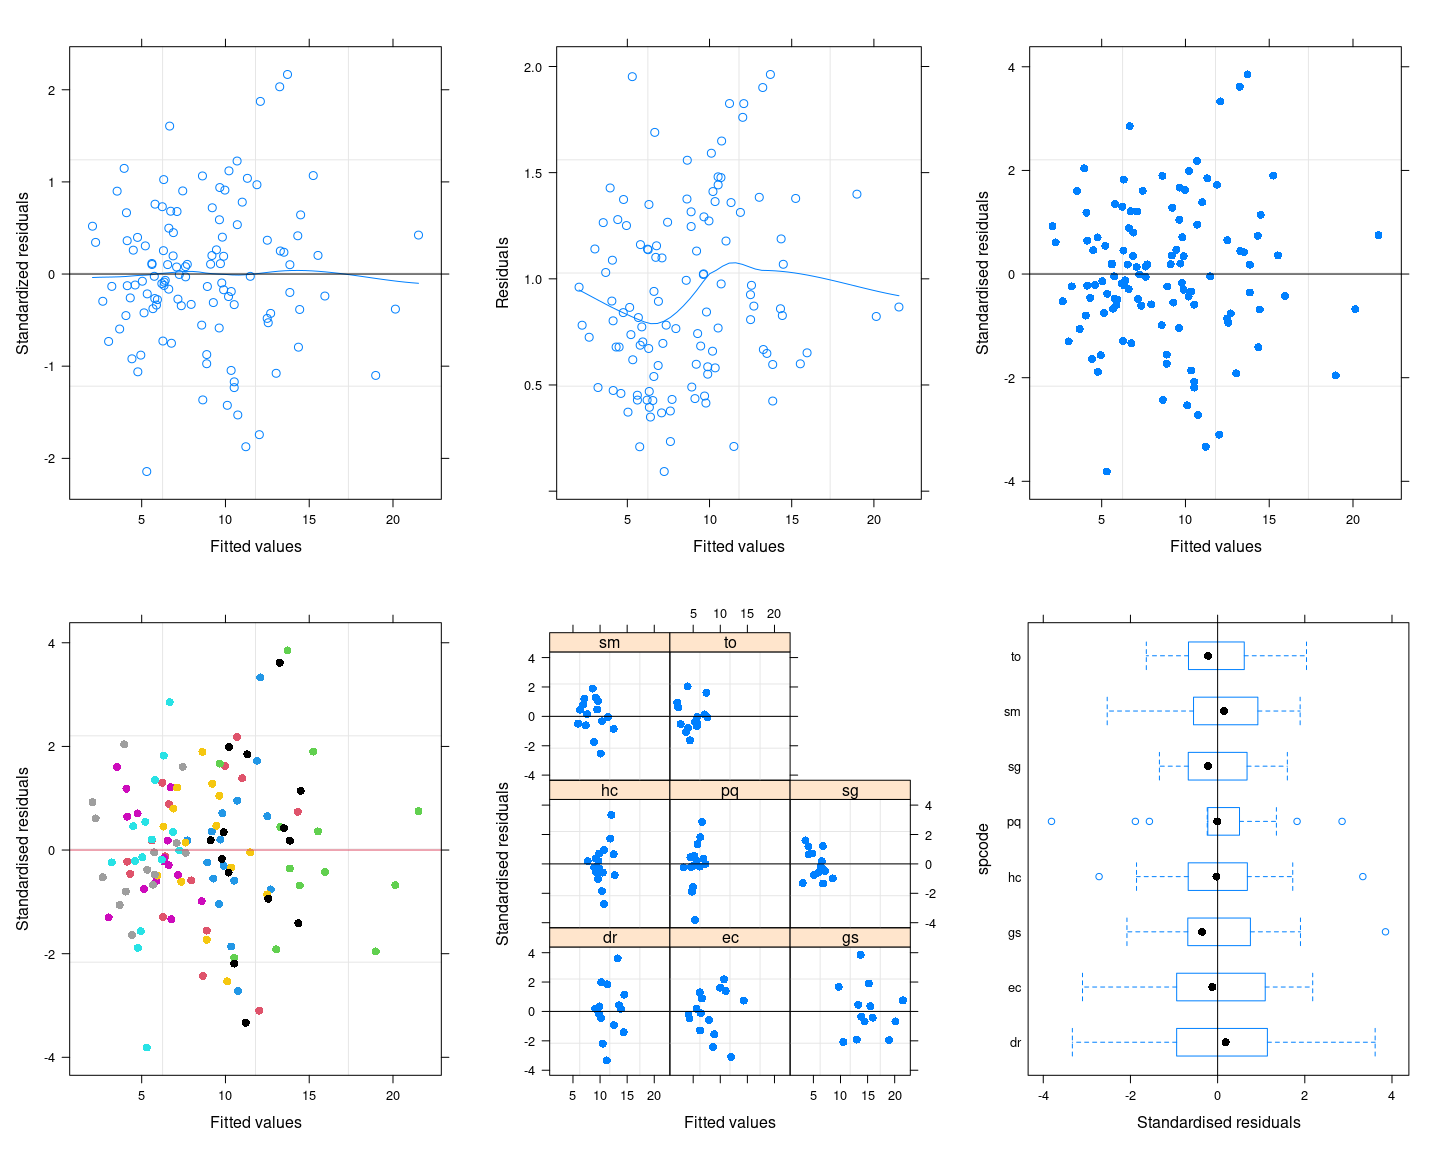 2
1
0
-1
-2
5 10 15 20
Standardized residuals
Fitted values
2.0
1.5
1.0
0.5
5 10 15 20
Residuals
Fitted values
4
2
0
-2
-4
5 10 15 20
Standardised residuals
Fitted values
4
2
0
-2
-4
5 10 15 20
Standardised residuals
Fitted values
5 10 15 20
sm to
4
2
0
-2
-4
hc pq sg
4
2
0
-2
-4
dr ec gs
4
2
0
-2
-4
5 10 15 20 5 10 15 20
Standardised residuals
Fitted values
to
sm
sg
pq
hc
gs
ec
dr
-4 -2 0 2 4
spcode
Standardised residuals